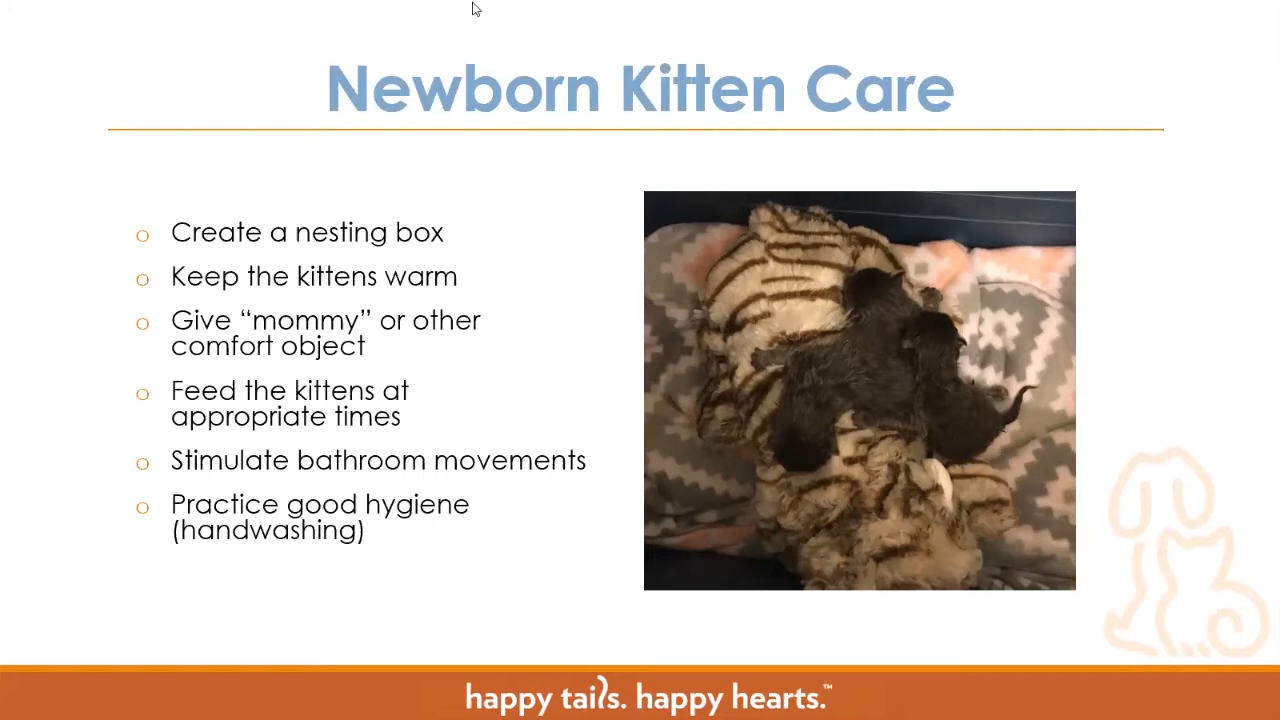 Newborn Kitten Care
o Create a nesting box
o Keep the kittens warm
o Give “mommy” or other
comfort object
o Feed the kittens at
appropriate times
o Stimulate bathroom movements
o Practice good hygiene
(handwashing)
happy tails. happy hearts.™